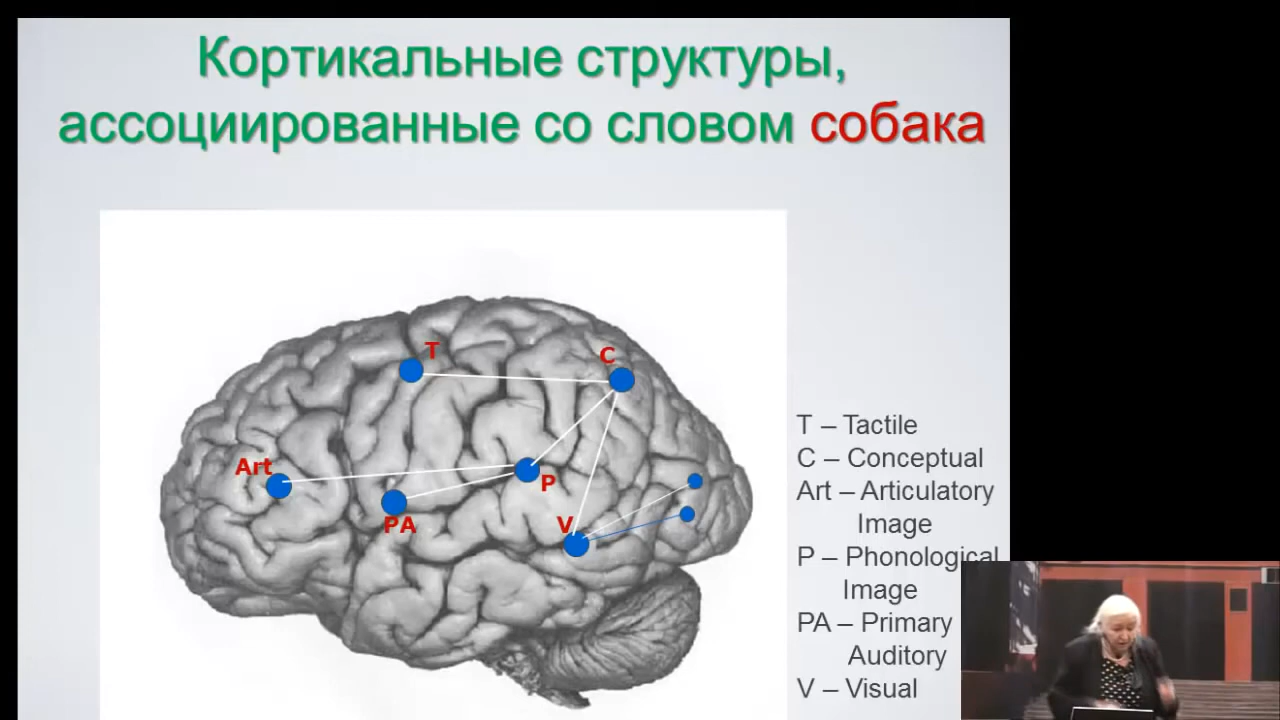 Кортикальные структуры,
ассоциированные со словом собака
T
C
Art
P
PA
V
T – Tactile
C – Conceptual
Art – Articulatory
Image
P – Phonological
Image
PA – Primary
Auditory
V – Visual